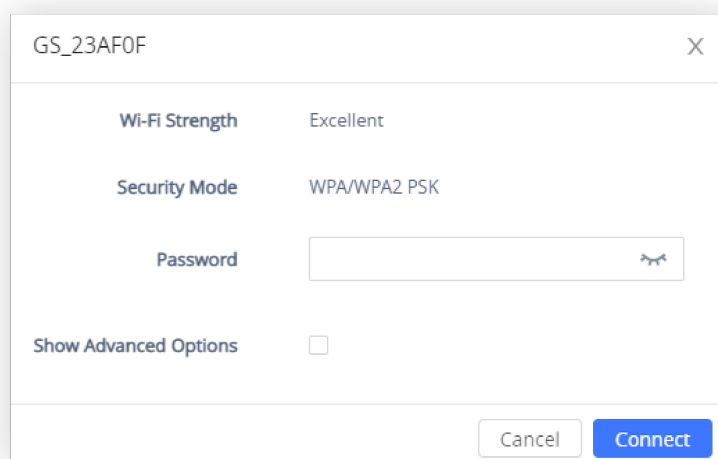 GS_23AF0F X
Wi-Fi Strength Excellent
Security Mode WPA/WPA2 PSK
Password
Show Advanced Options
Cancel Connect